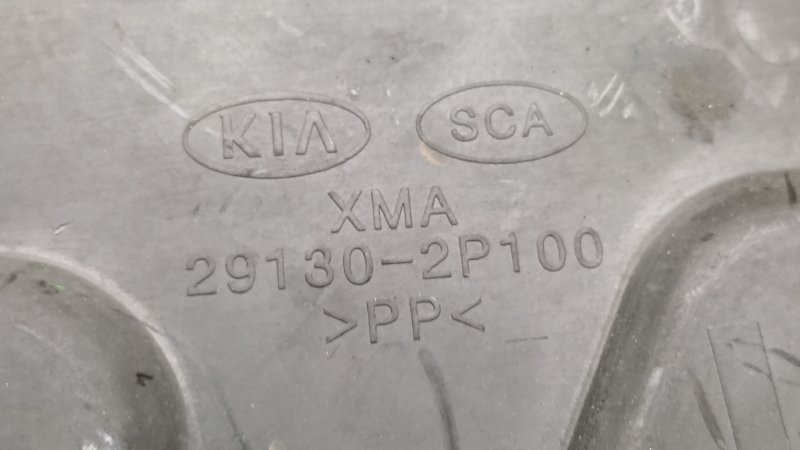 KIA SCA
XMA
29130-2P100
>PP<